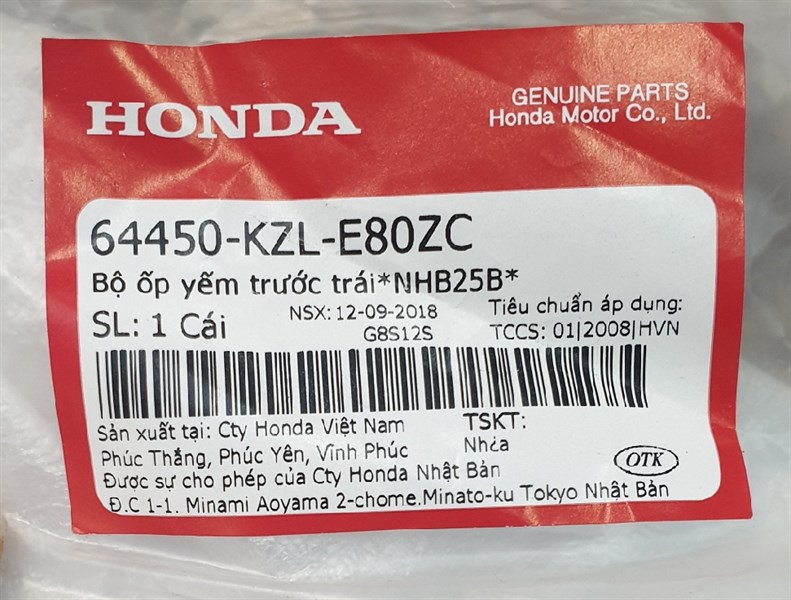 HONDA
GENUINE PARTS
Honda Motor Co., Ltd.
64450-KZL-E80ZC
Bộ ốp yếm trước trái*NHB25B*
SL: 1 Cái
NSX: 12-09-2018
G8S12S
Tiêu chuẩn áp dụng:
TCCS: 01|2008|HVN
Sản xuất tại: Cty Honda Việt Nam
Phúc Thắng, Phúc Yên, Vĩnh Phúc
Được sự cho phép của Cty Honda Nhật Bản
Đ.C 1-1. Minami Aoyama 2-chome.Minato-ku Tokyo Nhật Bản
TSKT:
Nhựa
OTK